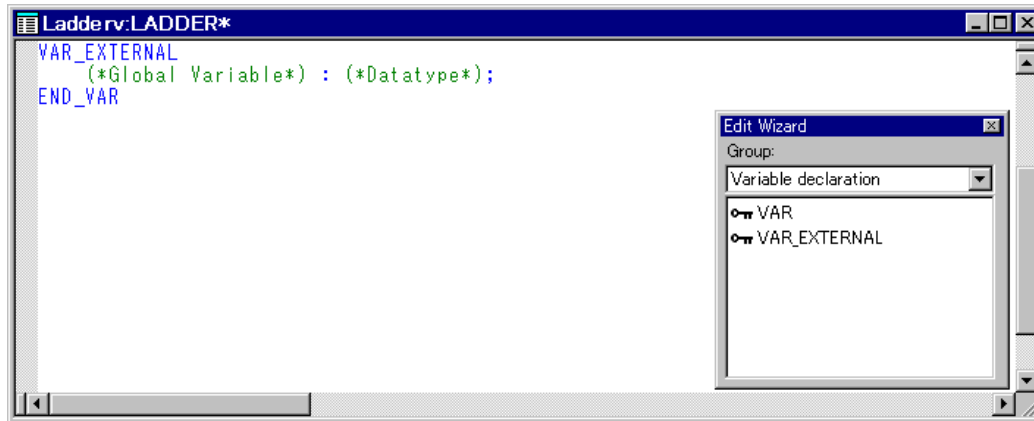 Ladderv:LADDER*
VAR_EXTERNAL
(*Global Variable*) : (*Datatype*);
END_VAR
Edit Wizard
Group:
Variable declaration
VAR
VAR_EXTERNAL